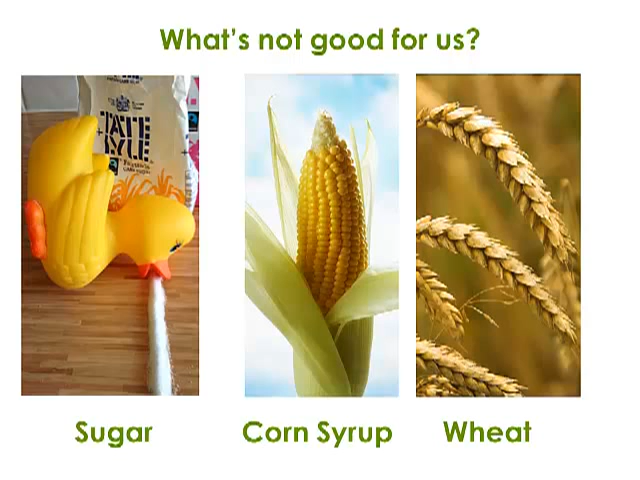 What's not good for us?
TATE
LYLE
Sugar
Corn Syrup
Wheat